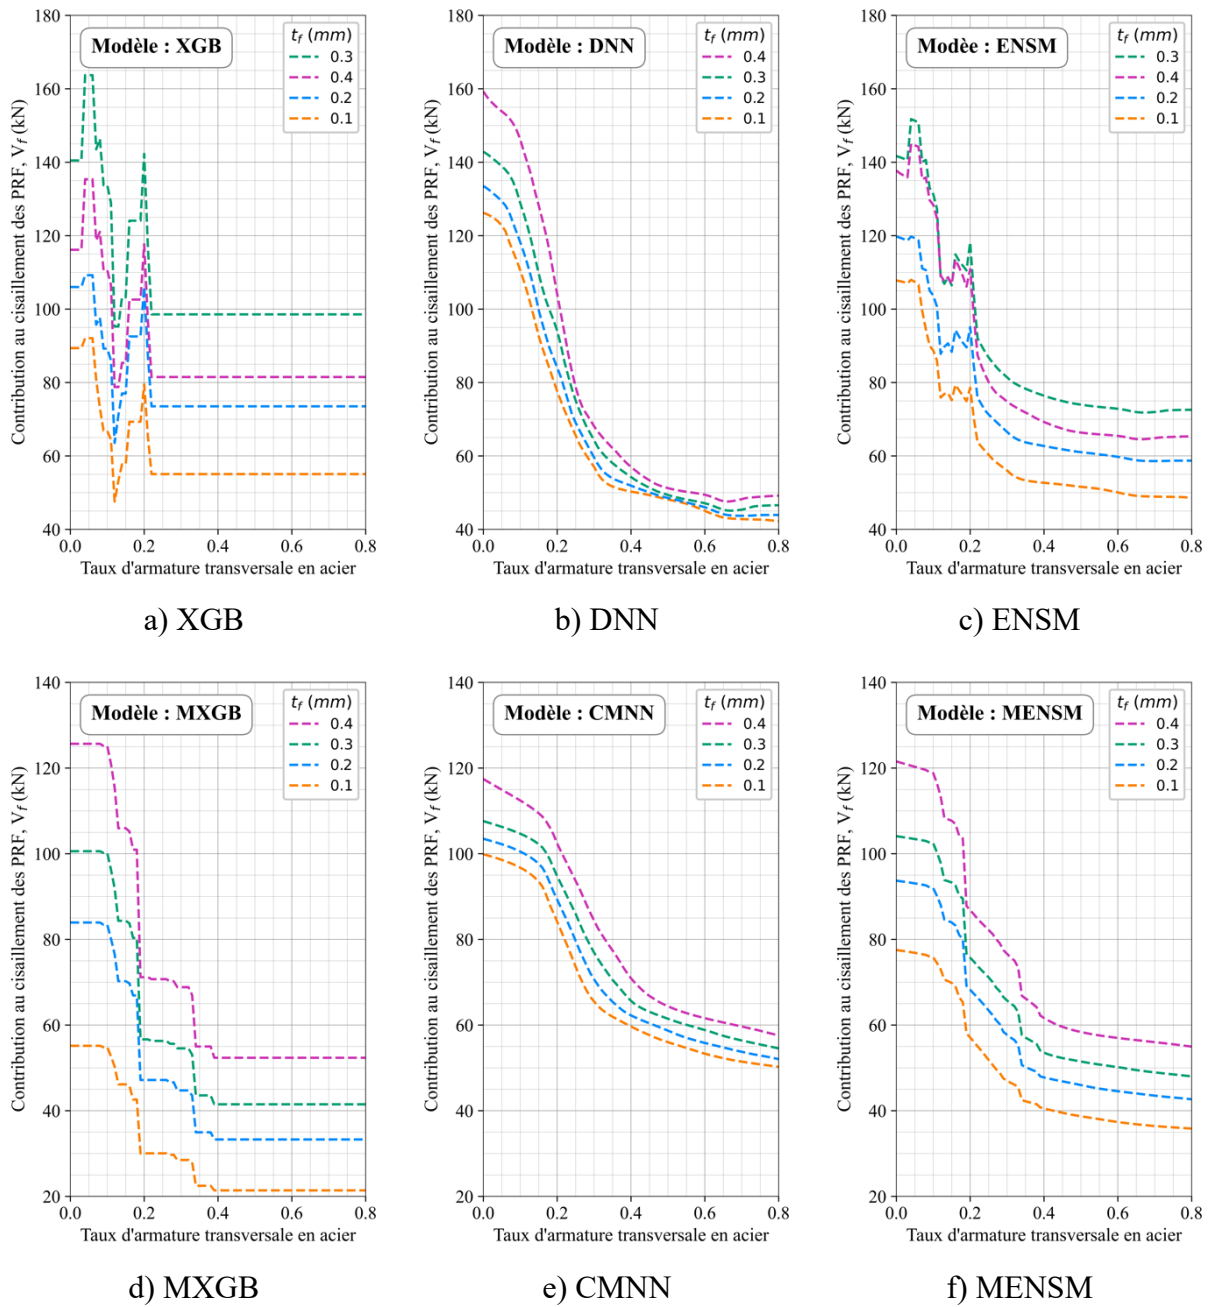 Modèle : XGB
t_f (mm)
0.3
0.4
0.2
0.1
180
160
140
120
100
80
60
40
0.0 0.2 0.4 0.6 0.8
Contribution au cisaillement des PRF, V_f (kN)
Taux d'armature transversale en acier
a) XGB
Modèle : DNN
t_f (mm)
0.4
0.3
0.2
0.1
180
160
140
120
100
80
60
40
0.0 0.2 0.4 0.6 0.8
Contribution au cisaillement des PRF, V_f (kN)
Taux d'armature transversale en acier
b) DNN
Modèe : ENSM
t_f (mm)
0.3
0.4
0.2
0.1
180
160
140
120
100
80
60
40
0.0 0.2 0.4 0.6 0.8
Contribution au cisaillement des PRF, V_f (kN)
Taux d'armature transversale en acier
c) ENSM
Modèle : MXGB
t_f (mm)
0.4
0.3
0.2
0.1
140
120
100
80
60
40
20
0.0 0.2 0.4 0.6 0.8
Contribution au cisaillement des PRF, V_f (kN)
Taux d'armature transversale en acier
d) MXGB
Modèle : CMNN
t_f (mm)
0.4
0.3
0.2
0.1
140
120
100
80
60
40
20
0.0 0.2 0.4 0.6 0.8
Contribution au cisaillement des PRF, V_f (kN)
Taux d'armature transversale en acier
e) CMNN
Modèle : MENSM
t_f (mm)
0.4
0.3
0.2
0.1
140
120
100
80
60
40
20
0.0 0.2 0.4 0.6 0.8
Contribution au cisaillement des PRF, V_f (kN)
Taux d'armature transversale en acier
f) MENSM